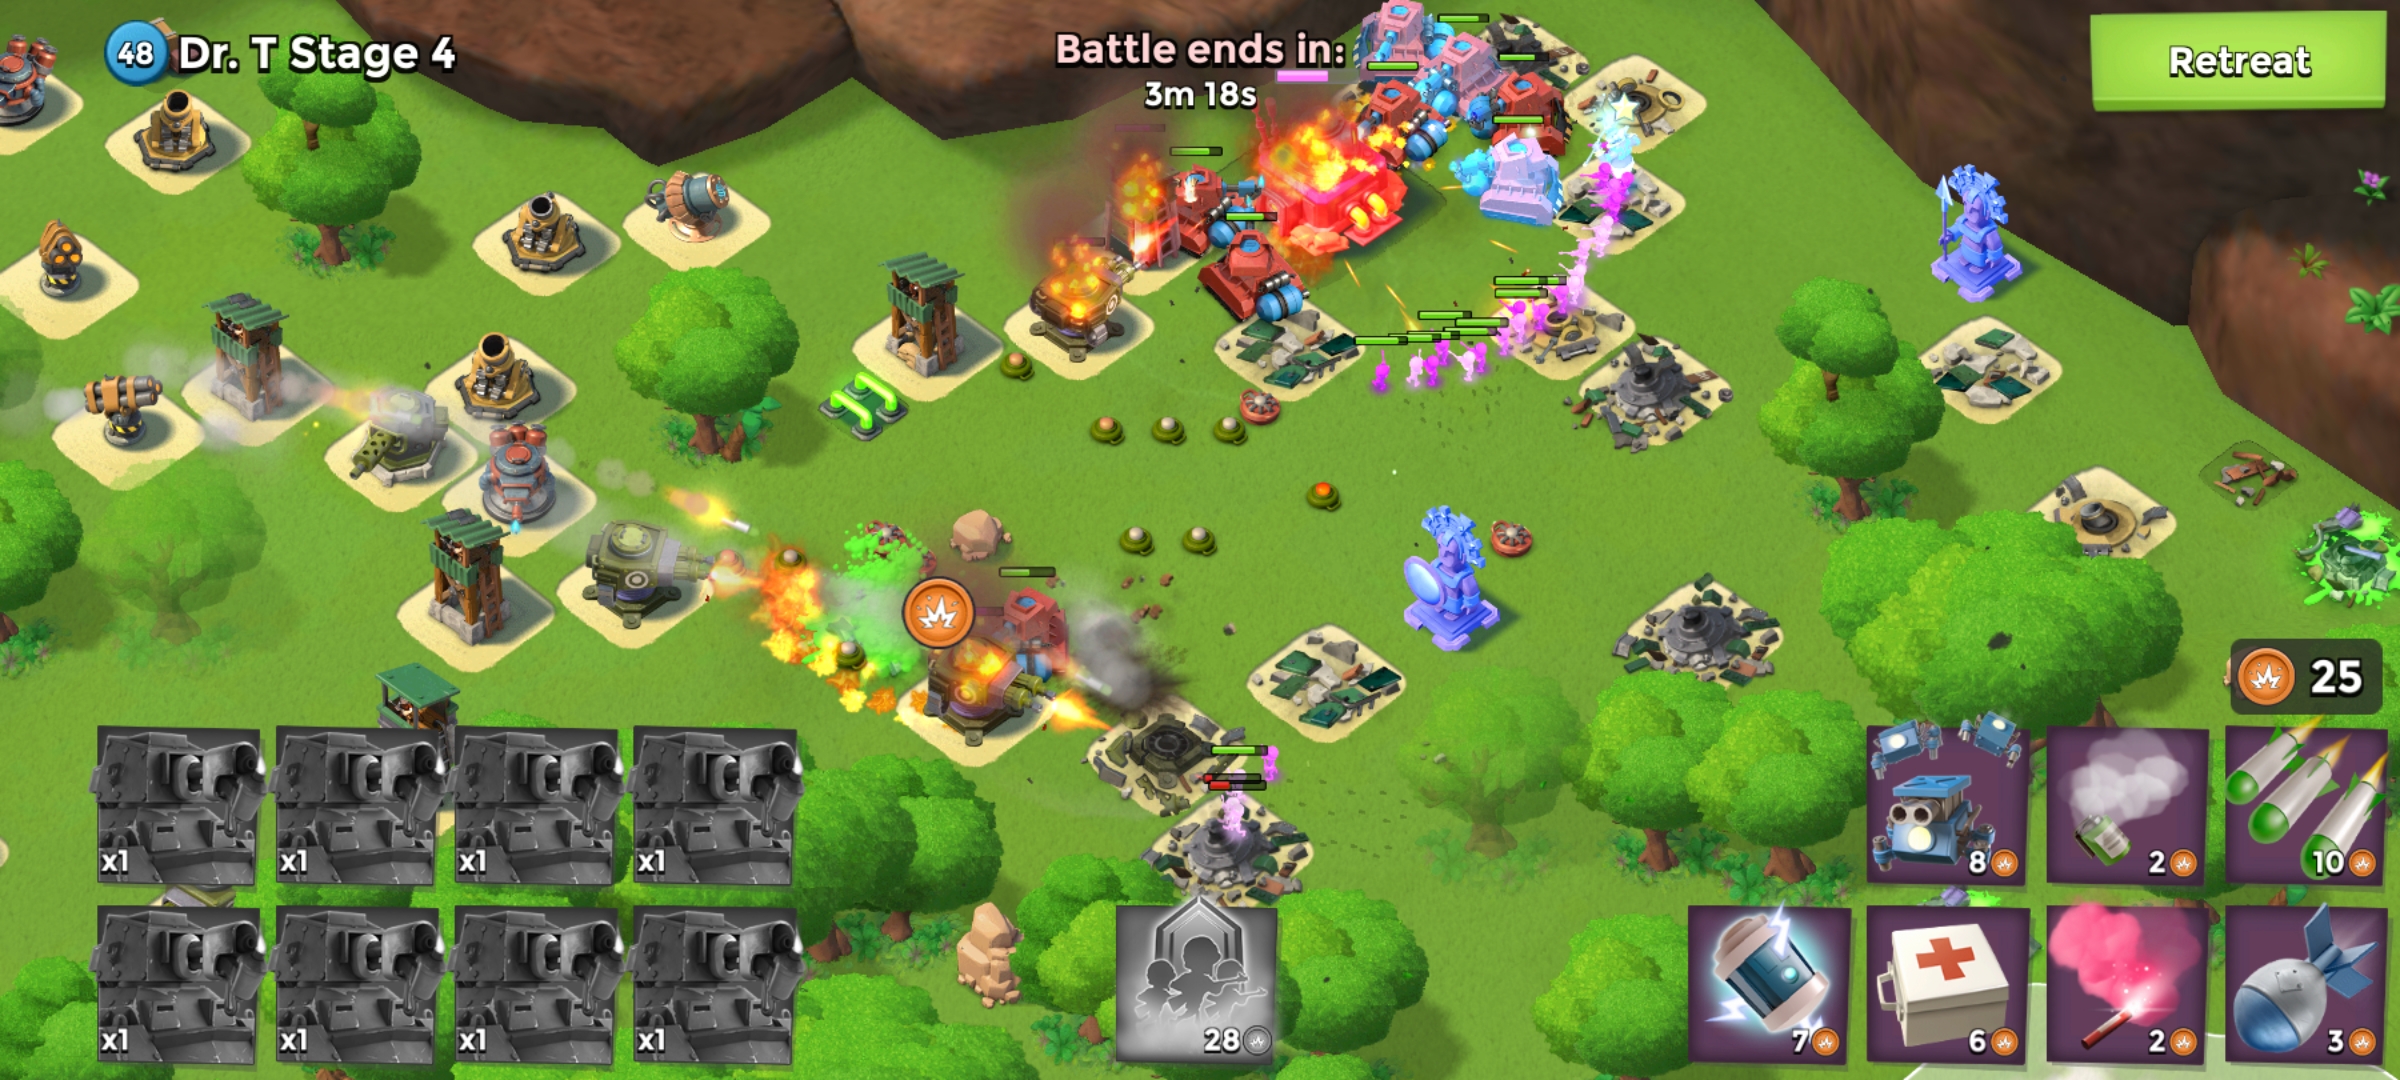 48 Dr. T Stage 4
Battle ends in:
3m 18s
Retreat
25
x1 x1 x1 x1
8 2 10
x1 x1 x1 x1
28
7 6 2 3